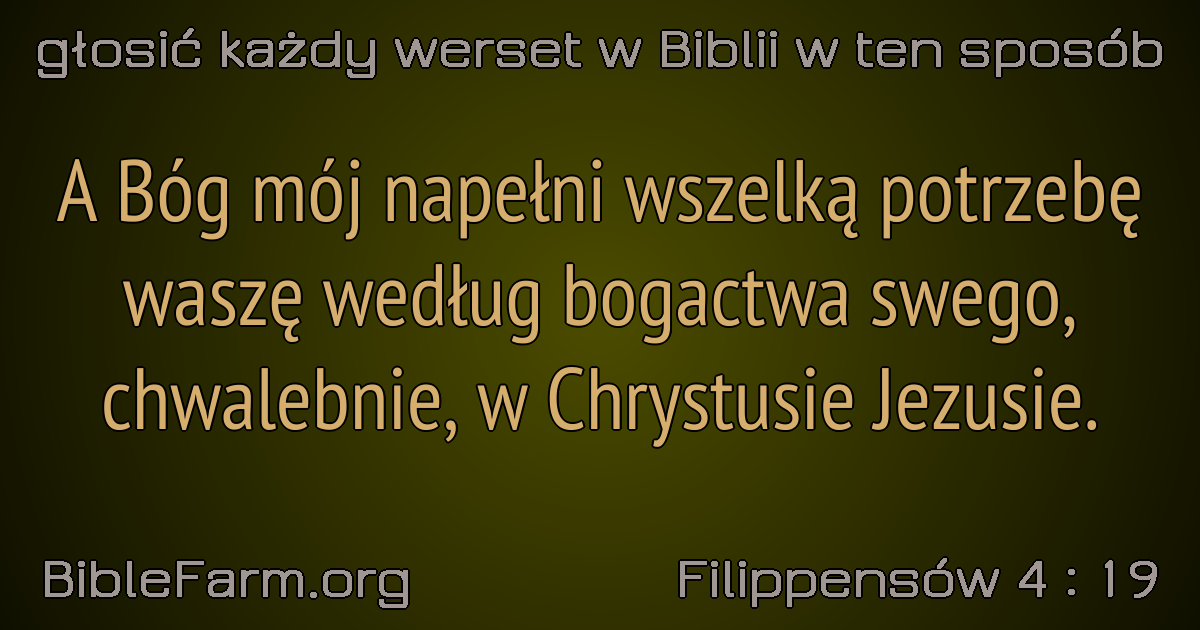 głosić każdy werset w Biblii w ten sposób
A Bóg mój napełni wszelką potrzebę
waszę według bogactwa swego,
chwalebnie, w Chrystusie Jezusie.
BibleFarm.org
Filippensów 4 : 19